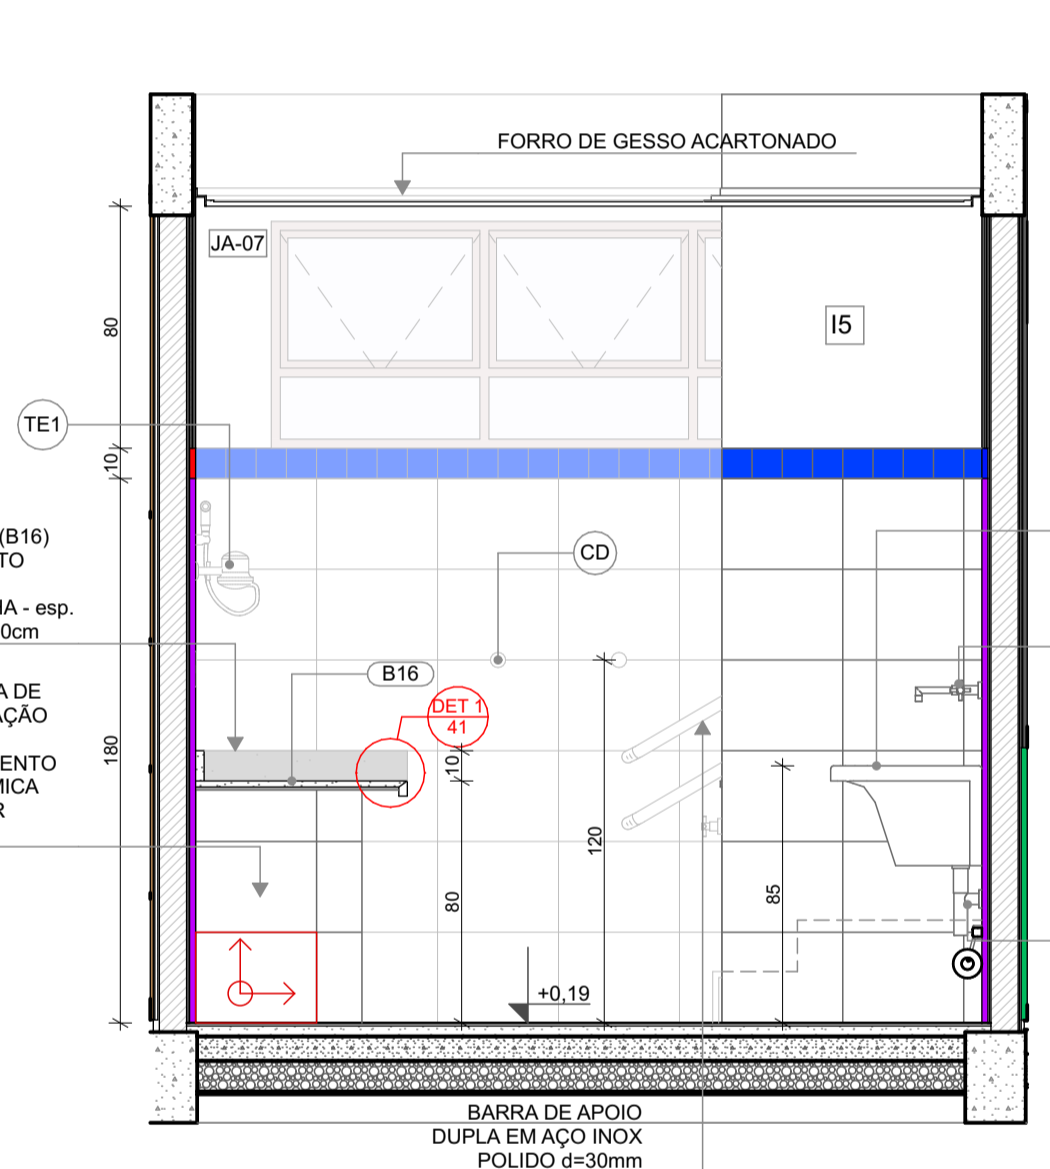 FORRO DE GESSO ACARTONADO
JA-07
I5
80
TE1
10
(B16)
TO
CD
IA - esp.
0cm
B16
A DE
DET 1
AÇÃO
41
180
10
ENTO
MICA
R
120
80
85
+0,19
BARRA DE APOIO
DUPLA EM AÇO INOX
POLIDO d=30mm